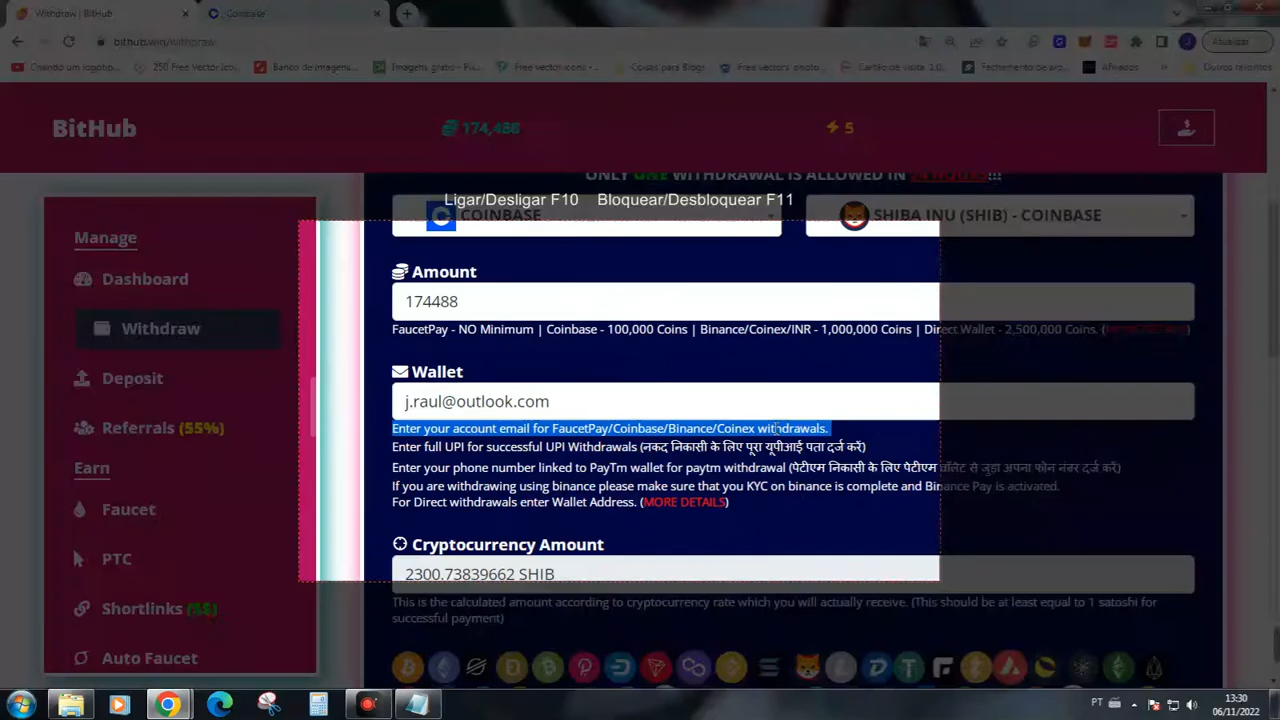 Withdraw | BitHub
Coinbase
bithub.win/withdraw
Atualizar
Criando um logotip...
250 Free Vector Ic...
Banco de imagens...
Imagens gratis - Pix...
Free vector icons -...
Coisas para Blogs
Free vectors, photo...
Cartão de visita 1.0...
Fechamento de arq...
Afiliados
»
Outros favoritos
BitHub
174,488
5
ONLY ONE WITHDRAWAL IS ALLOWED IN
Ligar/Desligar F10 Bloquear/Desbloquear F11
COINBASE
SHIBA INU (SHIB) - COINBASE
Manage
Dashboard
Withdraw
Deposit
Referrals (55%)
Earn
Faucet
PTC
Shortlinks (5$)
Auto Faucet
Amount
174488
FaucetPay - NO Minimum | Coinbase - 100,000 Coins | Binance/Coinex/INR - 1,000,000 Coins | Direct Wallet - 2,500,000 Coins.
Wallet
j.raul@outlook.com
Enter your account email for FaucetPay/Coinbase/Binance/Coinex withdrawals.
Enter full UPI for successful UPI Withdrawals (नकद निकासी के लिए पूरा यूपीआई पता दर्ज करें)
Enter your phone number linked to PayTm wallet for paytm withdrawal (पेटीएम निकासी के लिए पेटीएम वॉलेट से जुड़ा अपना फोन नंबर दर्ज करें)
If you are withdrawing using binance please make sure that you KYC on binance is complete and Binance Pay is activated.
For Direct withdrawals enter Wallet Address. (MORE DETAILS)
Cryptocurrency Amount
2300.73839662 SHIB
This is the calculated amount according to cryptocurrency rate which you will actually receive. (This should be at least equal to 1 satoshi for
successful payment)
PT
13:30
06/11/2022